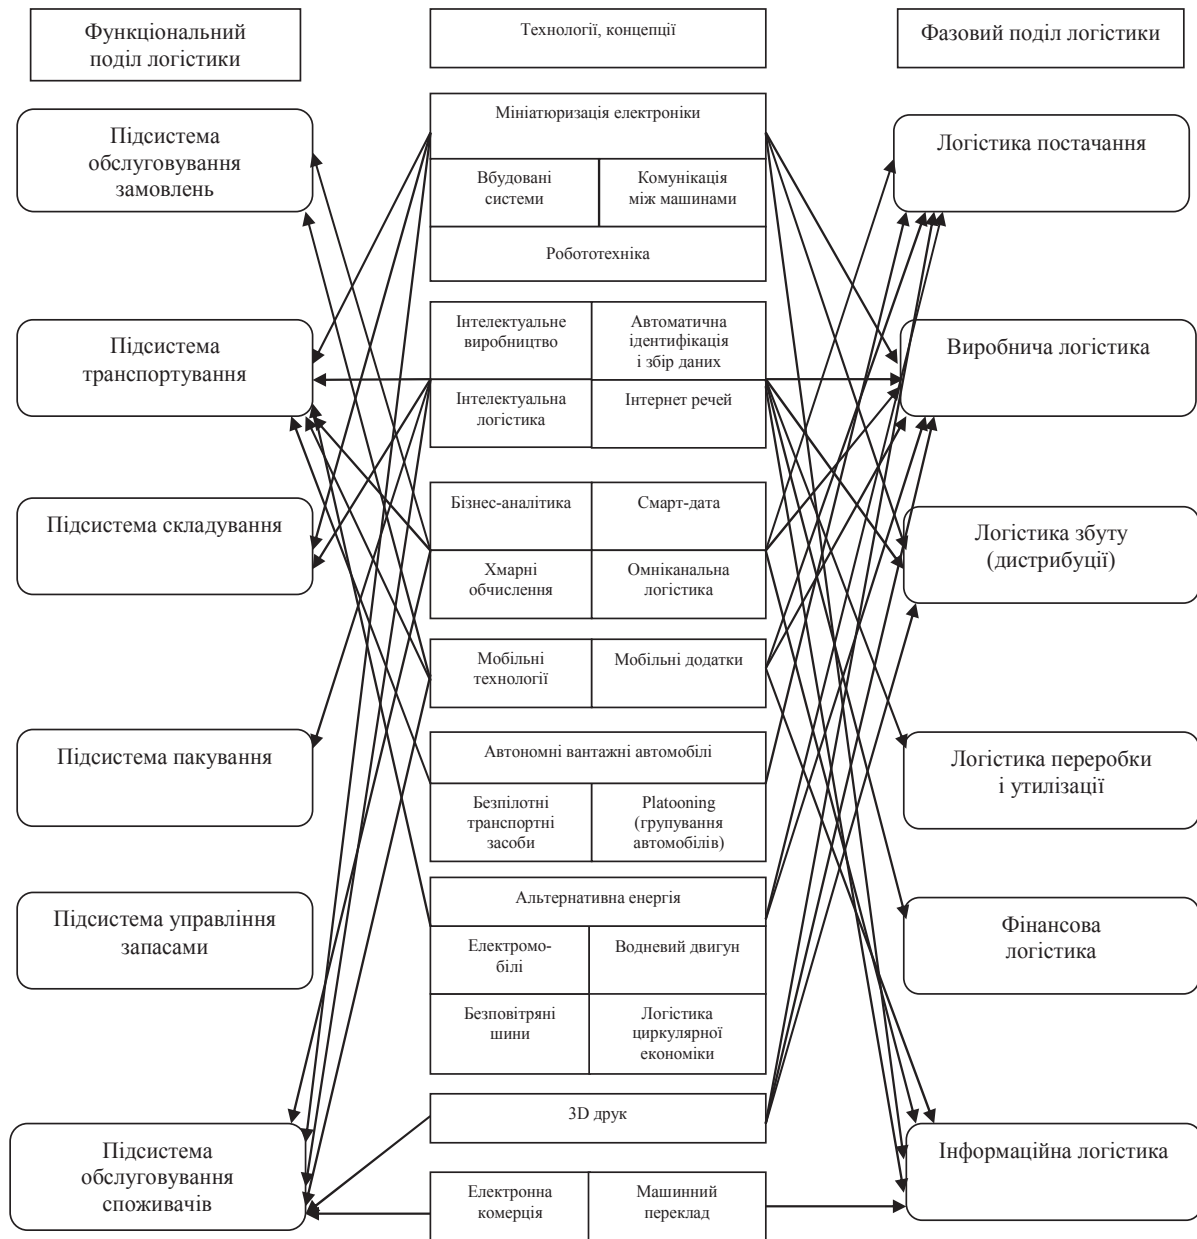 Функціональний
поділ логістики
Технології, концепції
Фазовий поділ логістики
Підсистема
обслуговування
замовлень
Підсистема
транспортування
Підсистема складування
Підсистема пакування
Підсистема управління
запасами
Підсистема
обслуговування
споживачів
Мініатюризація електроніки
Вбудовані
системи
Комунікація
між машинами
Робототехніка
Інтелектуальне
виробництво
Автоматична
ідентифікація
і збір даних
Інтелектуальна
логістика
Інтернет речей
Бізнес-аналітика
Смарт-дата
Хмарні
обчислення
Омніканальна
логістика
Мобільні
технології
Мобільні додатки
Автономні вантажні автомобілі
Безпілотні
транспортні
засоби
Platooning
(групування
автомобілів)
Альтернативна енергія
Електромо-
білі
Водневий двигун
Безповітряні
шини
Логістика
циркулярної
економіки
3D друк
Електронна
комерція
Машинний
переклад
Логістика постачання
Виробнича логістика
Логістика збуту
(дистрибуції)
Логістика переробки
і утилізації
Фінансова
логістика
Інформаційна логістика